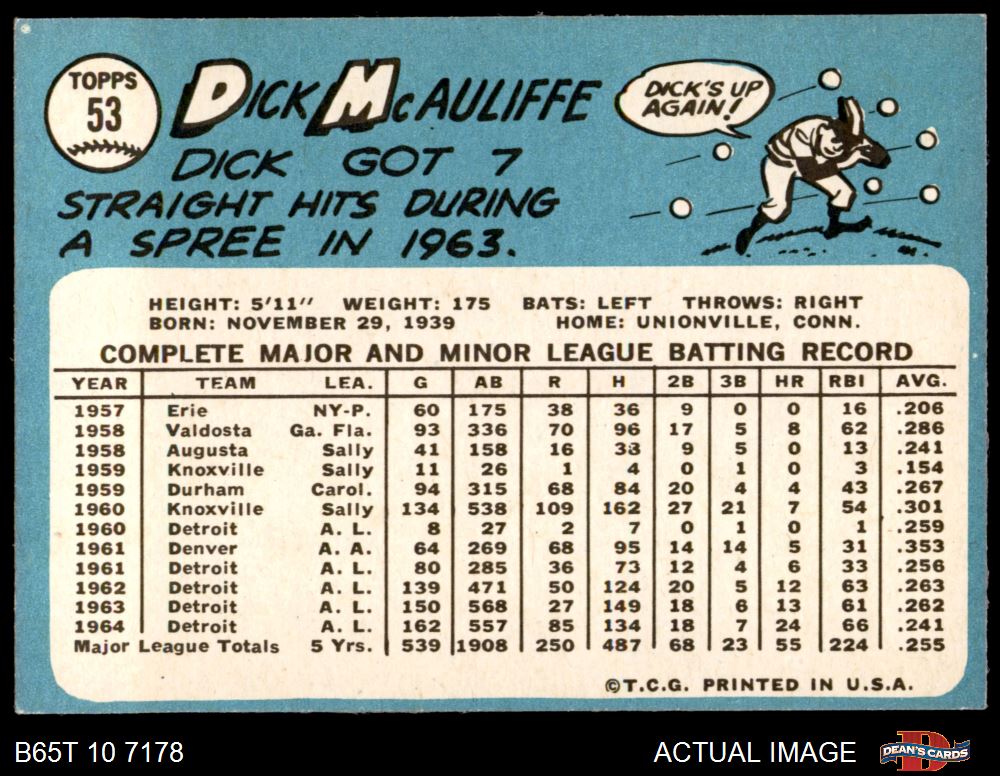 TOPPS
53
DICK McAULIFFE
DICK'S UP
AGAIN!
DICK GOT 7
STRAIGHT HITS DURING
A SPREE IN 1963.
HEIGHT: 5'11" WEIGHT: 175 BATS: LEFT THROWS: RIGHT
BORN: NOVEMBER 29, 1939 HOME: UNIONVILLE, CONN.
COMPLETE MAJOR AND MINOR LEAGUE BATTING RECORD
YEAR TEAM LEA. G AB R H 2B 3B HR RBI AVG.
1957 Erie NY-P. 60 175 38 36 9 0 0 16 .206
1958 Valdosta Ga. Fla. 93 336 70 96 17 5 8 62 .286
1958 Augusta Sally 41 158 16 38 9 5 0 13 .241
1959 Knoxville Sally 11 26 1 4 0 1 0 3 .154
1959 Durham Carol. 94 315 68 84 20 4 4 43 .267
1960 Knoxville Sally 134 538 109 162 27 21 7 54 .301
1960 Detroit A. L. 8 27 2 7 0 1 0 1 .259
1961 Denver A. A. 64 269 68 95 14 14 5 31 .353
1961 Detroit A. L. 80 285 36 73 12 4 6 33 .256
1962 Detroit A. L. 139 471 50 124 20 5 12 63 .263
1963 Detroit A. L. 150 568 27 149 18 6 13 61 .262
1964 Detroit A. L. 162 557 85 134 18 7 24 66 .241
Major League Totals 5 Yrs. 539 1908 250 487 68 23 55 224 .255
©T.C.G. PRINTED IN U.S.A.
B65T 10 7178 ACTUAL IMAGE D DEAN'S CARDS